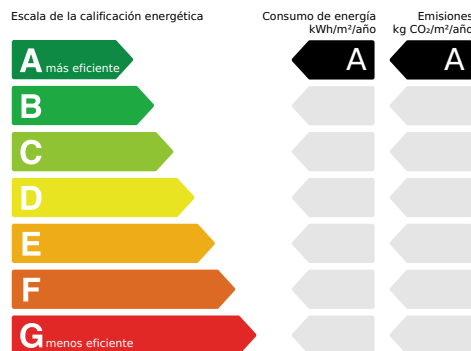 Escala de la calificación energética
Consumo de energía
kWh/m²/año
Emisiones
kg CO₂/m²/año
A más eficiente
A
A
B
C
D
E
F
G menos eficiente